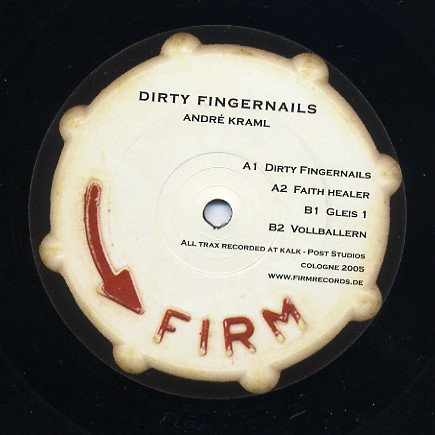 DIRTY FINGERNAILS
ANDRÉ KRAML
A1 DIRTY FINGERNAILS
A2 FAITH HEALER
B1 GLEIS 1
B2 VOLLBALLERN
ALL TRAX RECORDED AT KALK - POST STUDIOS
COLOGNE 2005
WWW.FIRMRECORDS.DE
FIRM